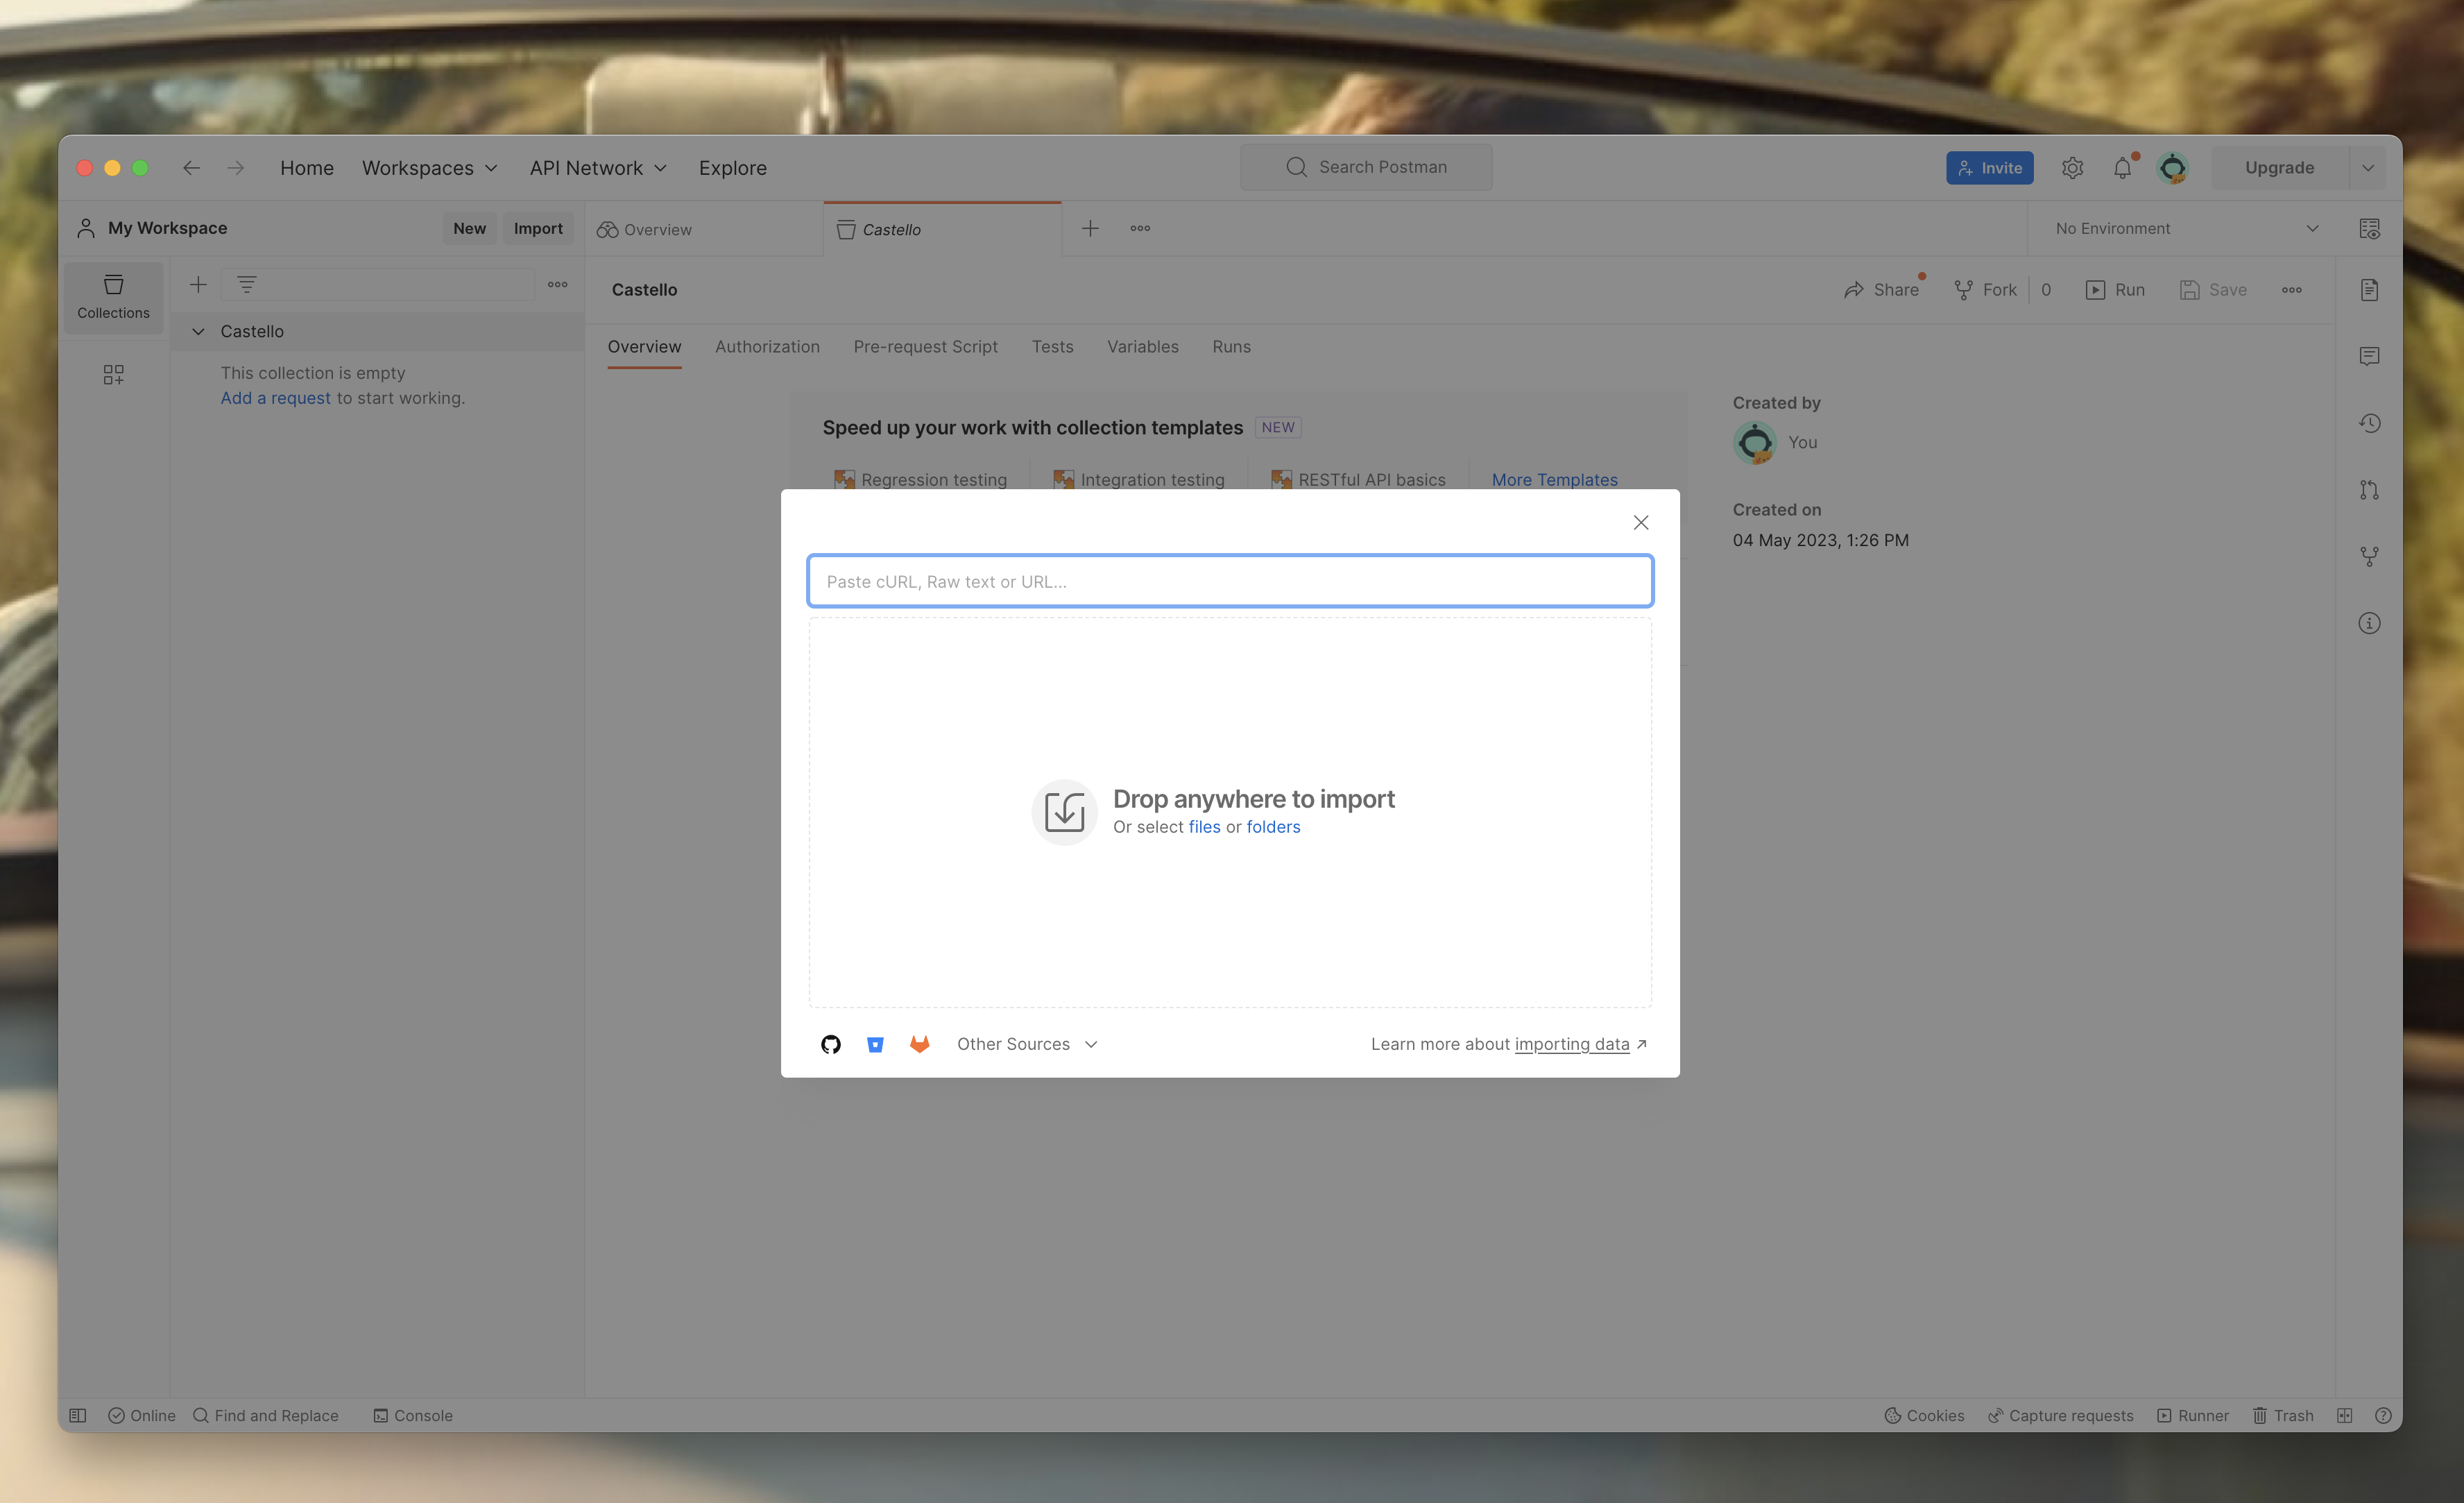 Home Workspaces API Network Explore Search Postman Invite Upgrade
My Workspace New Import Overview Castello No Environment
Collections
Castello
This collection is empty
Add a request to start working.
Castello Share Fork 0 Run Save
Overview Authorization Pre-request Script Tests Variables Runs
Speed up your work with collection templates NEW
Regression testing Integration testing RESTful API basics More Templates
Created by
You
Created on
04 May 2023, 1:26 PM
Paste cURL, Raw text or URL...
Drop anywhere to import
Or select files or folders
Other Sources Learn more about importing data
Online Find and Replace Console Cookies Capture requests Runner Trash